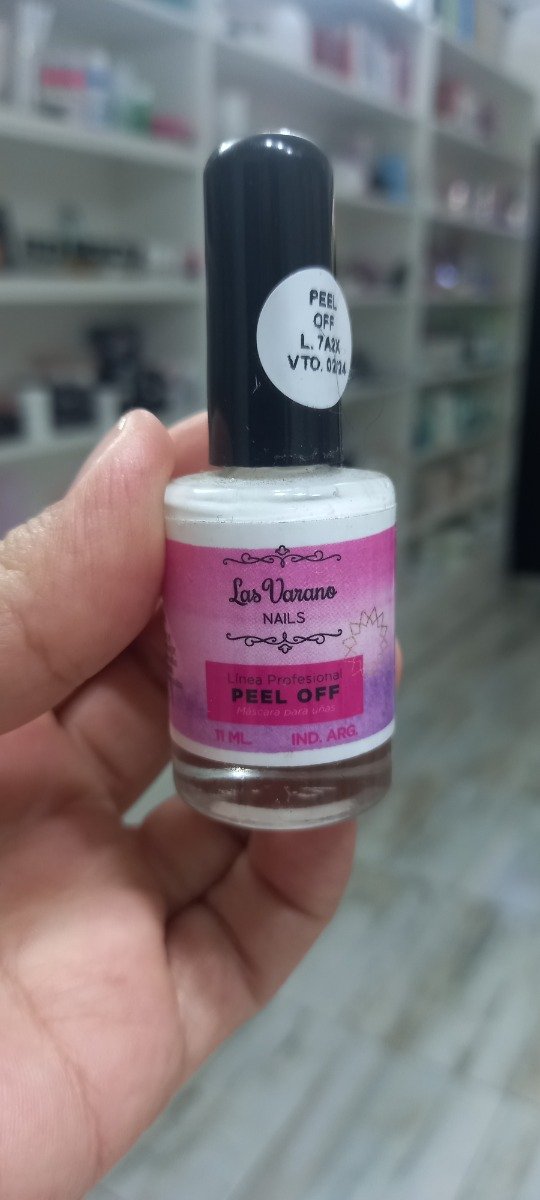 PEEL
OFF
L. 7A2X
VTO. 02/24
Las Varano
NAILS
Línea Profesional
PEEL OFF
Máscara para uñas
11 ML.
IND. ARG.